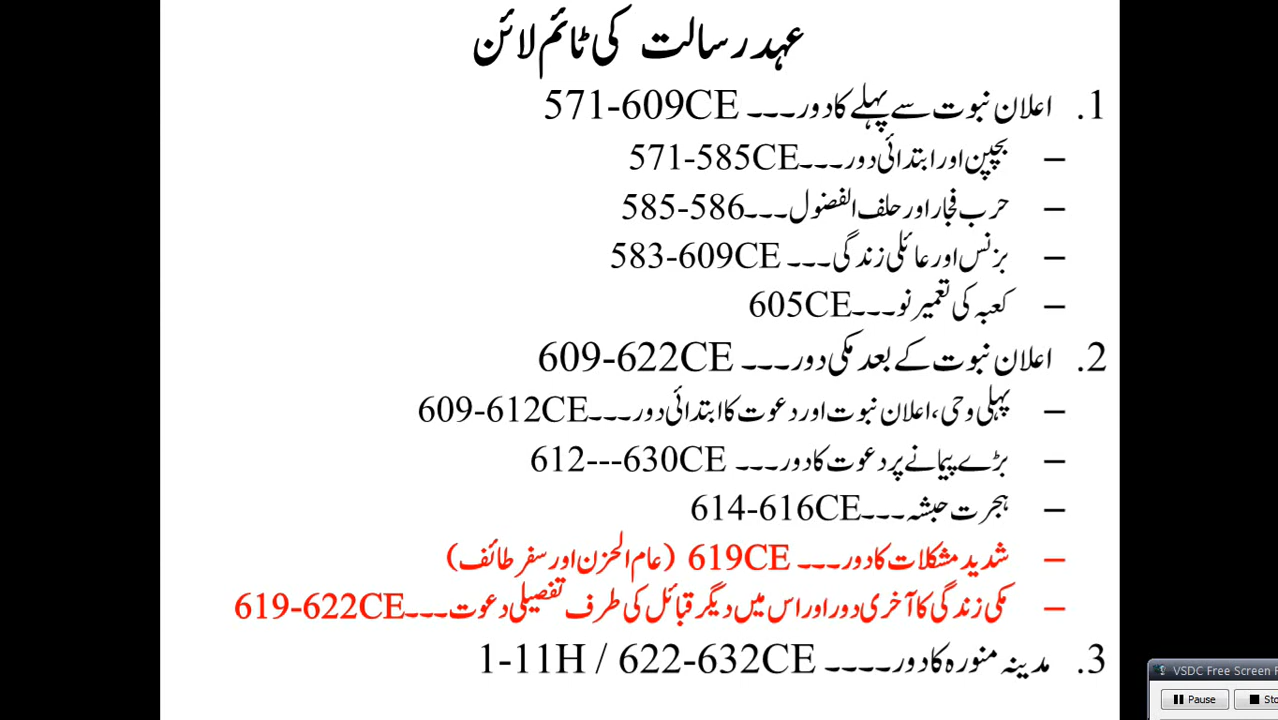 عہد رسالت کی ٹائم لائن
1. اعلان نبوت سے پہلے کا دور۔۔۔ 571-609CE
– بچپن اور ابتدائی دور۔۔۔571-585CE
– حرب فجار اور حلف الفضول۔۔۔585-586
– بزنس اور عائلی زندگی۔۔۔ 583-609CE
– کعبہ کی تعمیر نو۔۔۔605CE
2. اعلان نبوت کے بعد مکی دور۔۔۔ 609-622CE
– پہلی وحی، اعلان نبوت اور دعوت کا ابتدائی دور۔۔۔609-612CE
– بڑے پیمانے پر دعوت کا دور۔۔۔ 612---630CE
– ہجرت حبشہ۔۔۔614-616CE
– شدید مشکلات کا دور۔۔۔ 619CE (عام الحزن اور سفر طائف)
– مکی زندگی کا آخری دور اور اس میں دیگر قبائل کی طرف تفصیلی دعوت۔۔۔619-622CE
3. مدینہ منورہ کا دور۔۔۔۔ 1-11H / 622-632CE
VSDC Free Screen
Pause